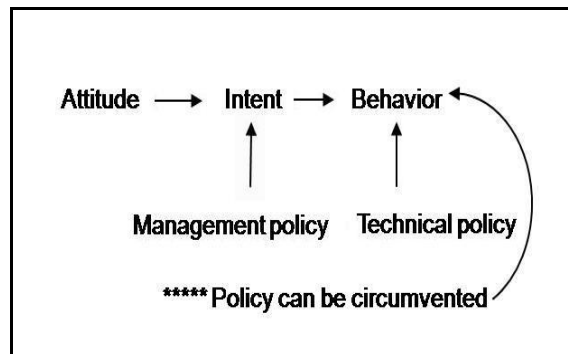 Attitude Intent Behavior
Management policy Technical policy
***** Policy can be circumvented